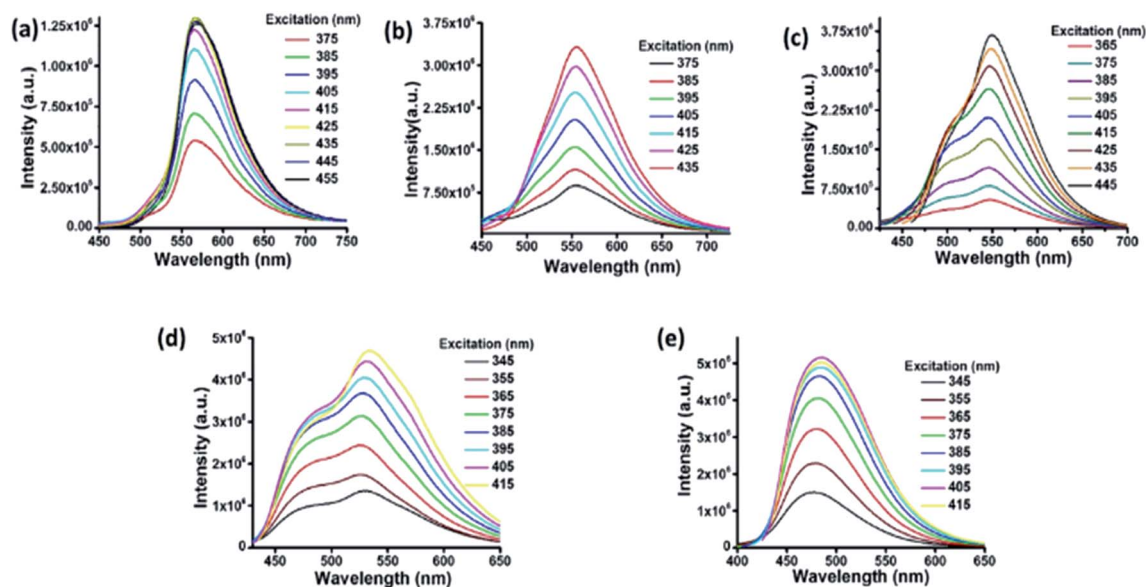 (a)
Excitation (nm)
375
385
395
405
415
425
435
445
455
Intensity (a.u.)
1.25x10⁶
1.00x10⁶
7.50x10⁵
5.00x10⁵
2.50x10⁵
0.00
450 500 550 600 650 700 750
Wavelength (nm)
(b)
Excitation (nm)
375
385
395
405
415
425
435
Intensity(a.u.)
3.75x10⁶
3.00x10⁶
2.25x10⁶
1.50x10⁶
7.50x10⁵
450 500 550 600 650 700
Wavelength (nm)
(c)
Excitation (nm)
365
375
385
395
405
415
425
435
445
Intensity (a.u.)
3.75x10⁶
3.00x10⁶
2.25x10⁶
1.50x10⁶
7.50x10⁵
0.00
450 500 550 600 650 700
Wavelength (nm)
(d)
Excitation (nm)
345
355
365
375
385
395
405
415
Intensity (a.u.)
5x10⁶
4x10⁶
3x10⁶
2x10⁶
1x10⁶
0
450 500 550 600 650
Wavelength (nm)
(e)
Excitation (nm)
345
355
365
375
385
395
405
415
Intensity (a.u.)
5x10⁶
4x10⁶
3x10⁶
2x10⁶
1x10⁶
0
400 450 500 550 600 650
Wavelength (nm)